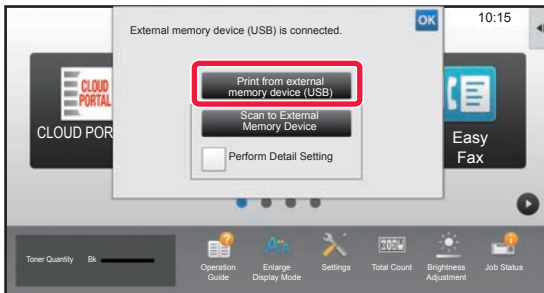 External memory device (USB) is connected.
OK
10:15
Print from external
memory device (USB)
Scan to External
Memory Device
Perform Detail Setting
CLOUD
PORTAL
CLOUD POR
Easy
Fax
Toner Quantity Bk
Operation
Guide
Enlarge
Display Mode
Settings
Total Count
Brightness
Adjustment
Job Status